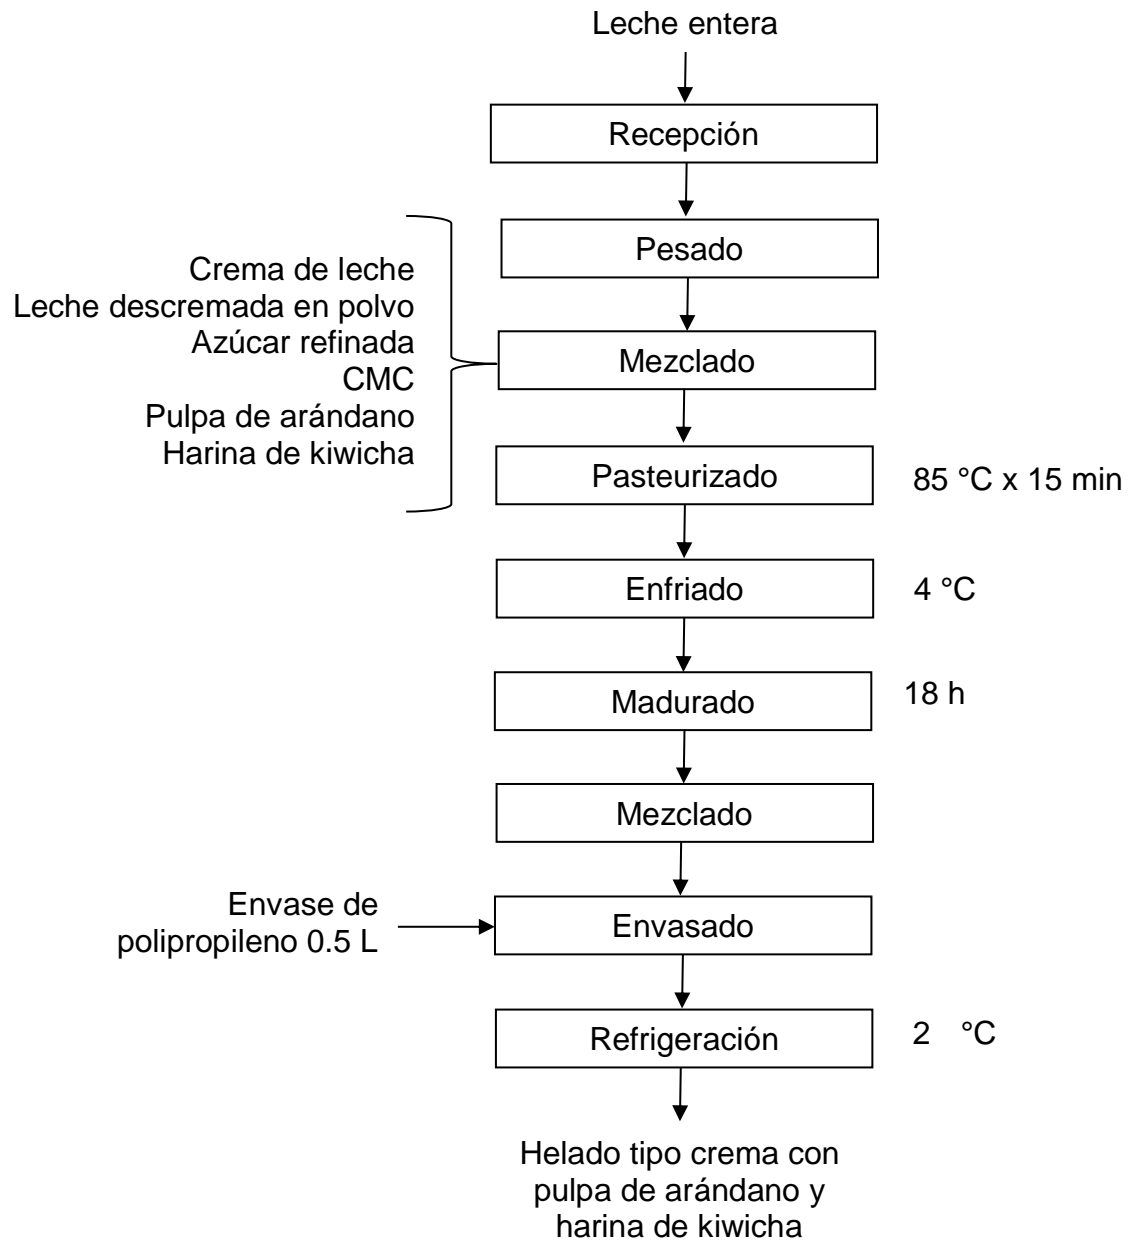 Leche entera
Recepción
Pesado
Crema de leche
Leche descremada en polvo
Azúcar refinada
CMC
Pulpa de arándano
Harina de kiwicha
Mezclado
Pasteurizado
85 °C x 15 min
Enfriado
4 °C
Madurado
18 h
Mezclado
Envase de
polipropileno 0.5 L
Envasado
Refrigeración
2 °C
Helado tipo crema con
pulpa de arándano y
harina de kiwicha